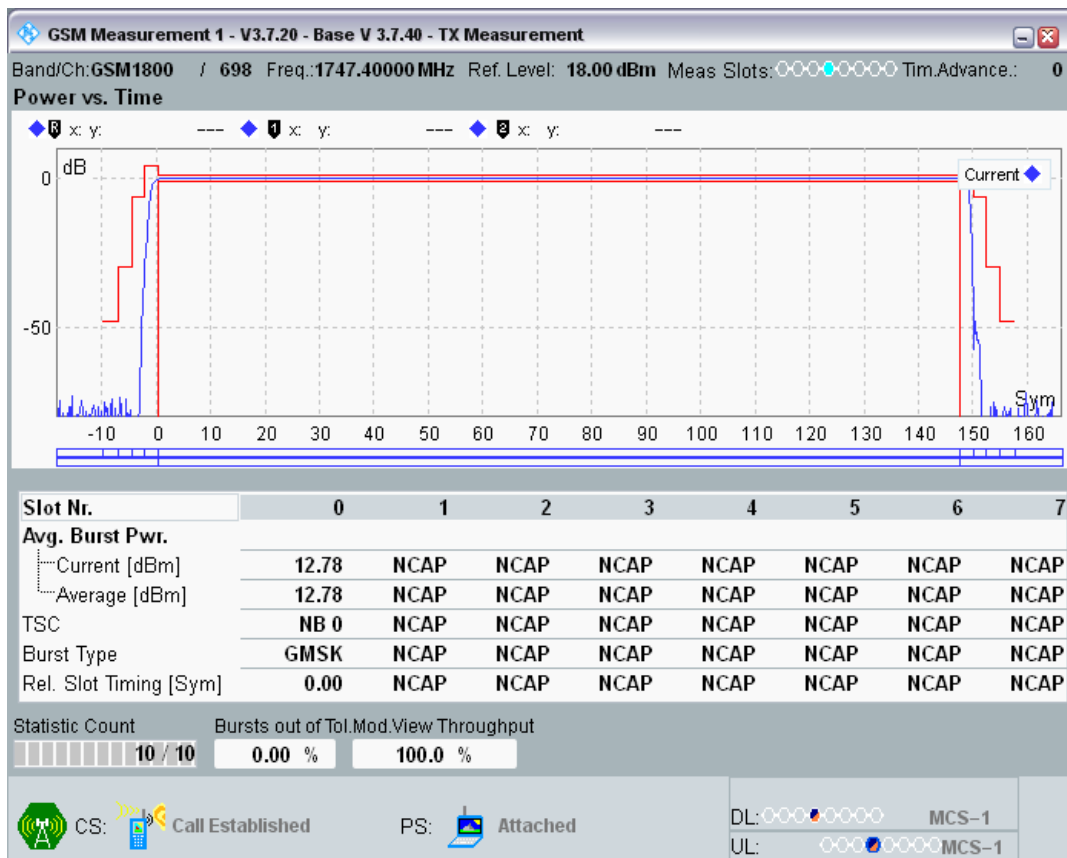 GSM Measurement 1 - V3.7.20 - Base V 3.7.40 - TX Measurement
Band/Ch:GSM1800 / 698 Freq.:1747.40000 MHz Ref. Level: 18.00 dBm Meas Slots: Tim.Advance.: 0
Power vs. Time
R x: y: --- 1 x: y: --- 2 x: y: ---
dB
0
Current
-50
Sym
-10 0 10 20 30 40 50 60 70 80 90 100 110 120 130 140 150 160
Slot Nr. 0 1 2 3 4 5 6 7
Avg. Burst Pwr.
Current [dBm] 12.78 NCAP NCAP NCAP NCAP NCAP NCAP NCAP
Average [dBm] 12.78 NCAP NCAP NCAP NCAP NCAP NCAP NCAP
TSC NB 0 NCAP NCAP NCAP NCAP NCAP NCAP NCAP
Burst Type GMSK NCAP NCAP NCAP NCAP NCAP NCAP NCAP
Rel. Slot Timing [Sym] 0.00 NCAP NCAP NCAP NCAP NCAP NCAP NCAP
Statistic Count Bursts out of Tol.Mod.View Throughput
10 / 10 0.00 % 100.0 %
CS: Call Established PS: Attached
DL: MCS-1
UL: MCS-1